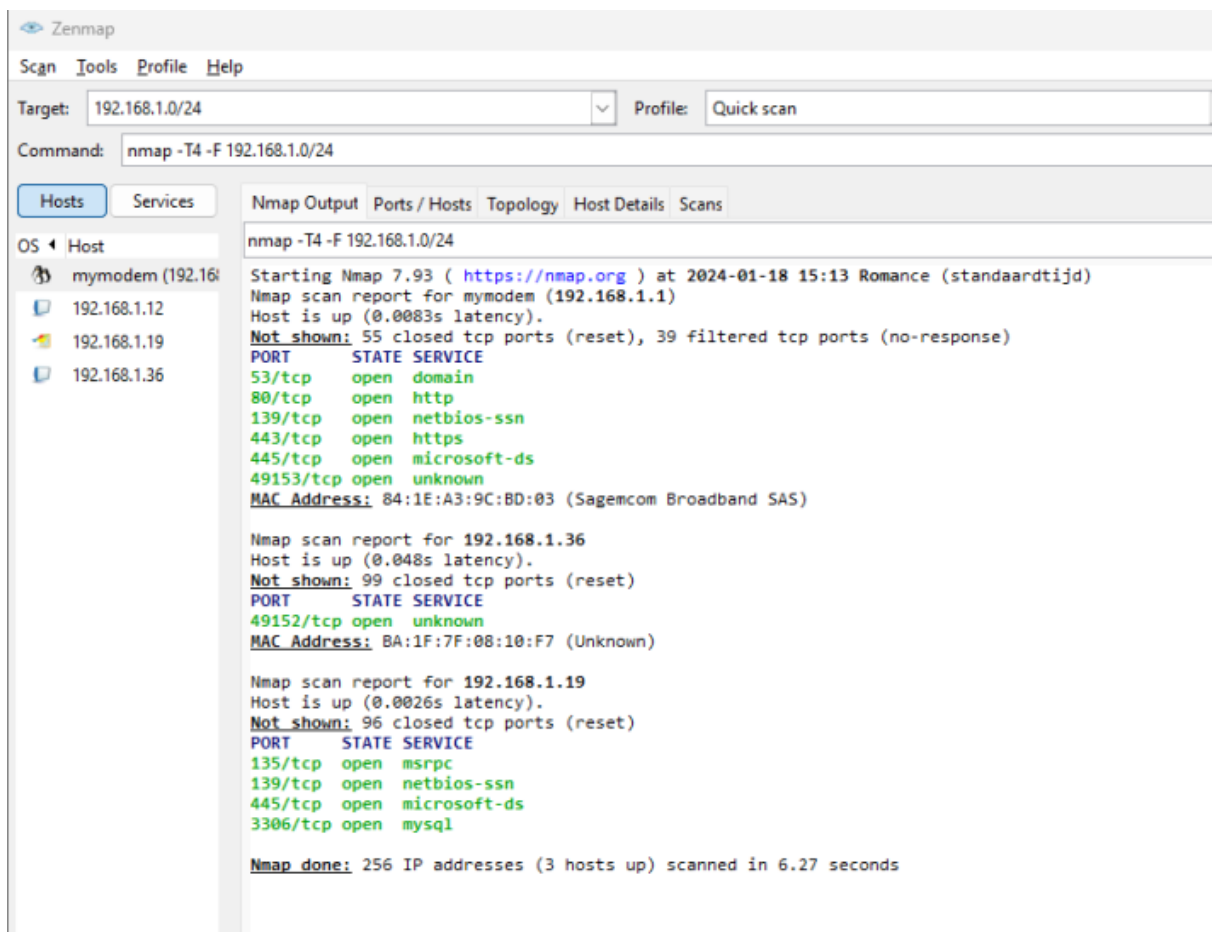 Zenmap
Scan Tools Profile Help
Target: 192.168.1.0/24 Profile: Quick scan
Command: nmap -T4 -F 192.168.1.0/24
Hosts Services
Nmap Output Ports / Hosts Topology Host Details Scans
OS Host
mymodem (192.168
192.168.1.12
192.168.1.19
192.168.1.36
nmap -T4 -F 192.168.1.0/24
Starting Nmap 7.93 ( https://nmap.org ) at 2024-01-18 15:13 Romance (standaardtijd)
Nmap scan report for mymodem (192.168.1.1)
Host is up (0.0083s latency).
Not shown: 55 closed tcp ports (reset), 39 filtered tcp ports (no-response)
PORT STATE SERVICE
53/tcp open domain
80/tcp open http
139/tcp open netbios-ssn
443/tcp open https
445/tcp open microsoft-ds
49153/tcp open unknown
MAC Address: 84:1E:A3:9C:BD:03 (Sagemcom Broadband SAS)
Nmap scan report for 192.168.1.36
Host is up (0.048s latency).
Not shown: 99 closed tcp ports (reset)
PORT STATE SERVICE
49152/tcp open unknown
MAC Address: BA:1F:7F:08:10:F7 (Unknown)
Nmap scan report for 192.168.1.19
Host is up (0.0026s latency).
Not shown: 96 closed tcp ports (reset)
PORT STATE SERVICE
135/tcp open msrpc
139/tcp open netbios-ssn
445/tcp open microsoft-ds
3306/tcp open mysql
Nmap done: 256 IP addresses (3 hosts up) scanned in 6.27 seconds